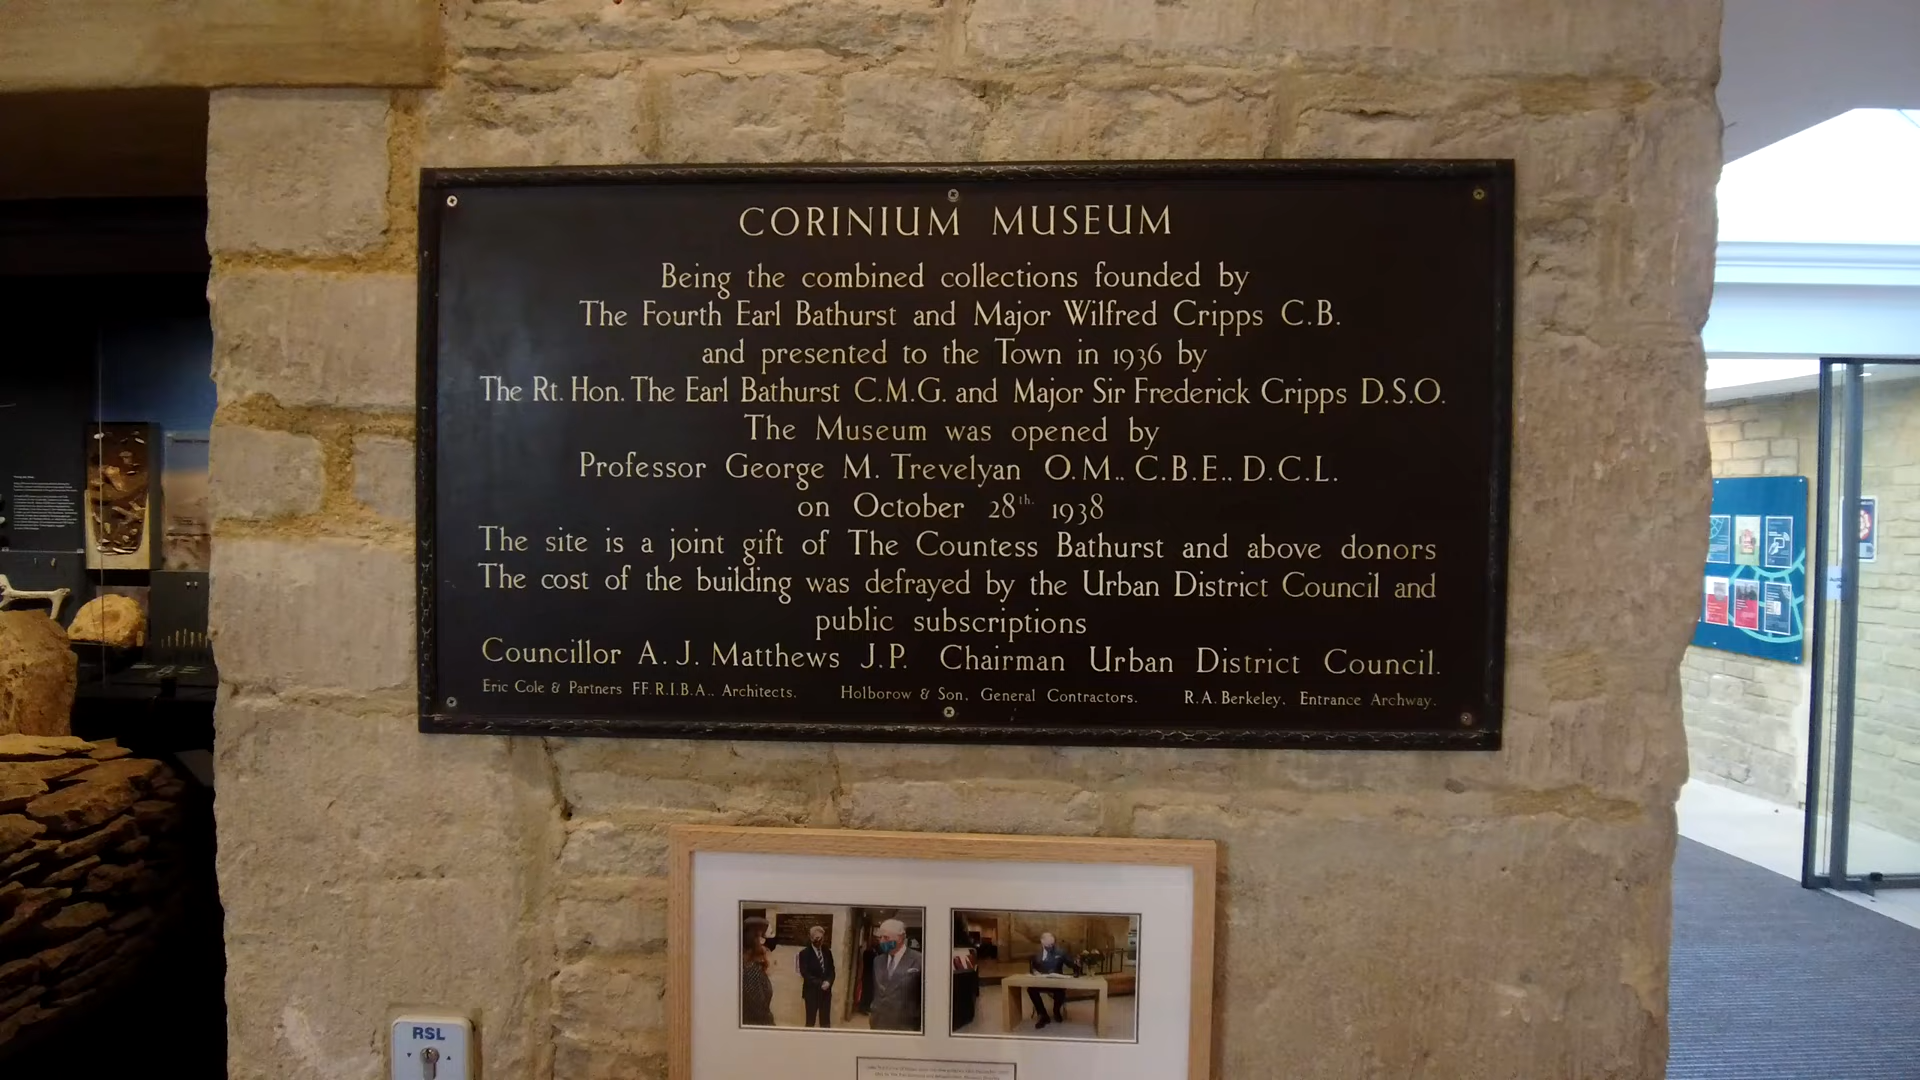 CORINIUM MUSEUM
Being the combined collections founded by
The Fourth Earl Bathurst and Major Wilfred Cripps C.B.
and presented to the Town in 1936 by
The Rt. Hon. The Earl Bathurst C.M.G. and Major Sir Frederick Cripps D.S.O.
The Museum was opened by
Professor George M. Trevelyan O.M., C.B.E., D.C.L.
on October 28th. 1938
The site is a joint gift of The Countess Bathurst and above donors
The cost of the building was defrayed by the Urban District Council and
public subscriptions
Councillor A. J. Matthews J.P. Chairman Urban District Council.
Eric Cole & Partners FF.R.I.B.A., Architects. Holborow & Son, General Contractors. R.A. Berkeley, Entrance Archway.
RSL